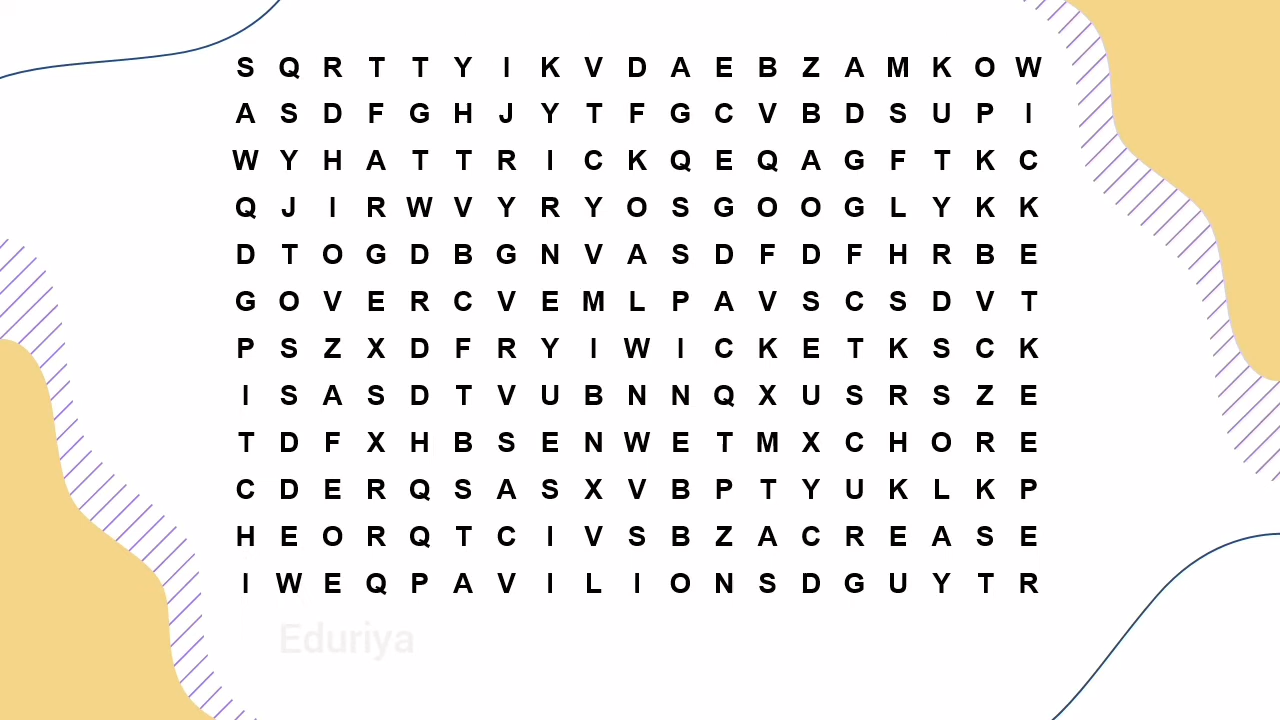 S Q R T T Y I K V D A E B Z A M K O W
A S D F G H J Y T F G C V B D S U P I
W Y H A T T R I C K Q E Q A G F T K C
Q J I R W V Y R Y O S G O O G L Y K K
D T O G D B G N V A S D F D F H R B E
G O V E R C V E M L P A V S C S D V T
P S Z X D F R Y I W I C K E T K S C K
I S A S D T V U B N N Q X U S R S Z E
T D F X H B S E N W E T M X C H O R E
C D E R Q S A S X V B P T Y U K L K P
H E O R Q T C I V S B Z A C R E A S E
I W E Q P A V I L I O N S D G U Y T R
Eduriya